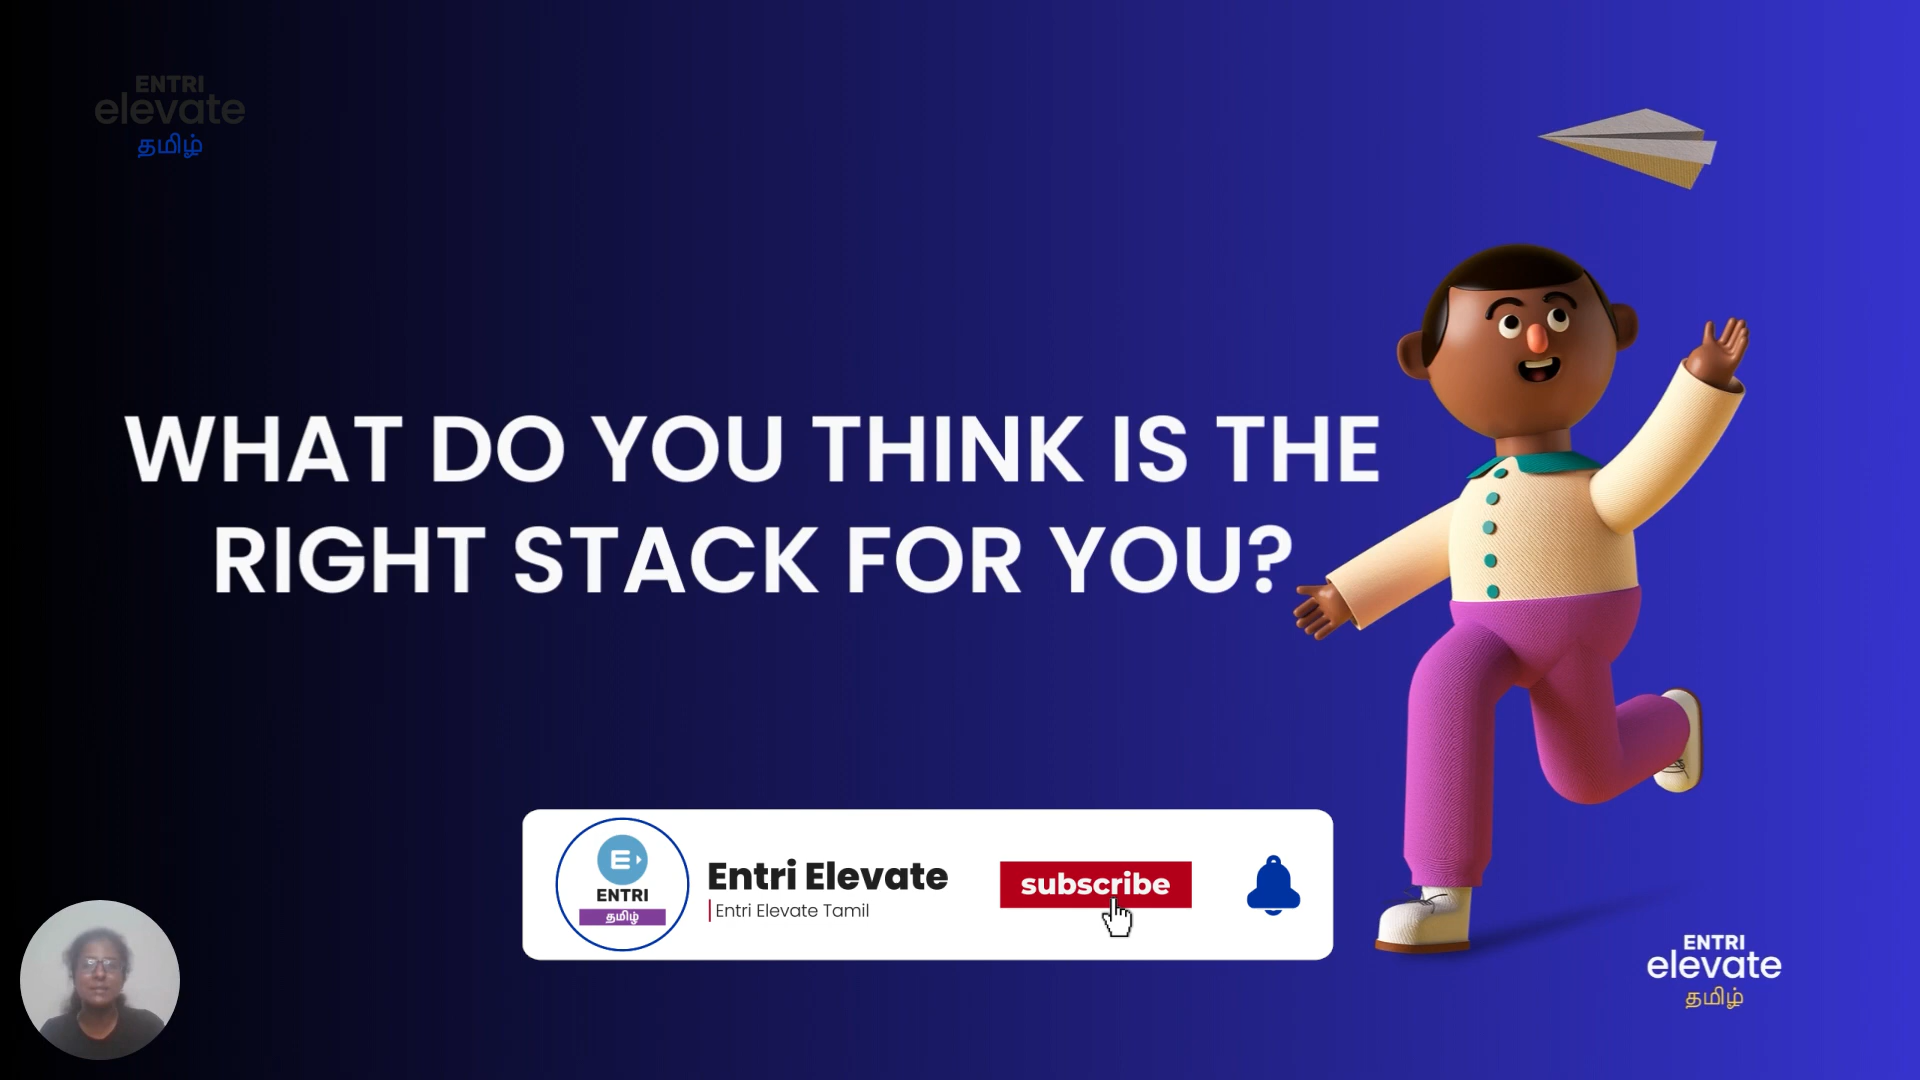 ENTRI
elevate
தமிழ்
WHAT DO YOU THINK IS THE
RIGHT STACK FOR YOU?
ENTRI
தமிழ்
Entri Elevate
Entri Elevate Tamil
subscribe
ENTRI
elevate
தமிழ்